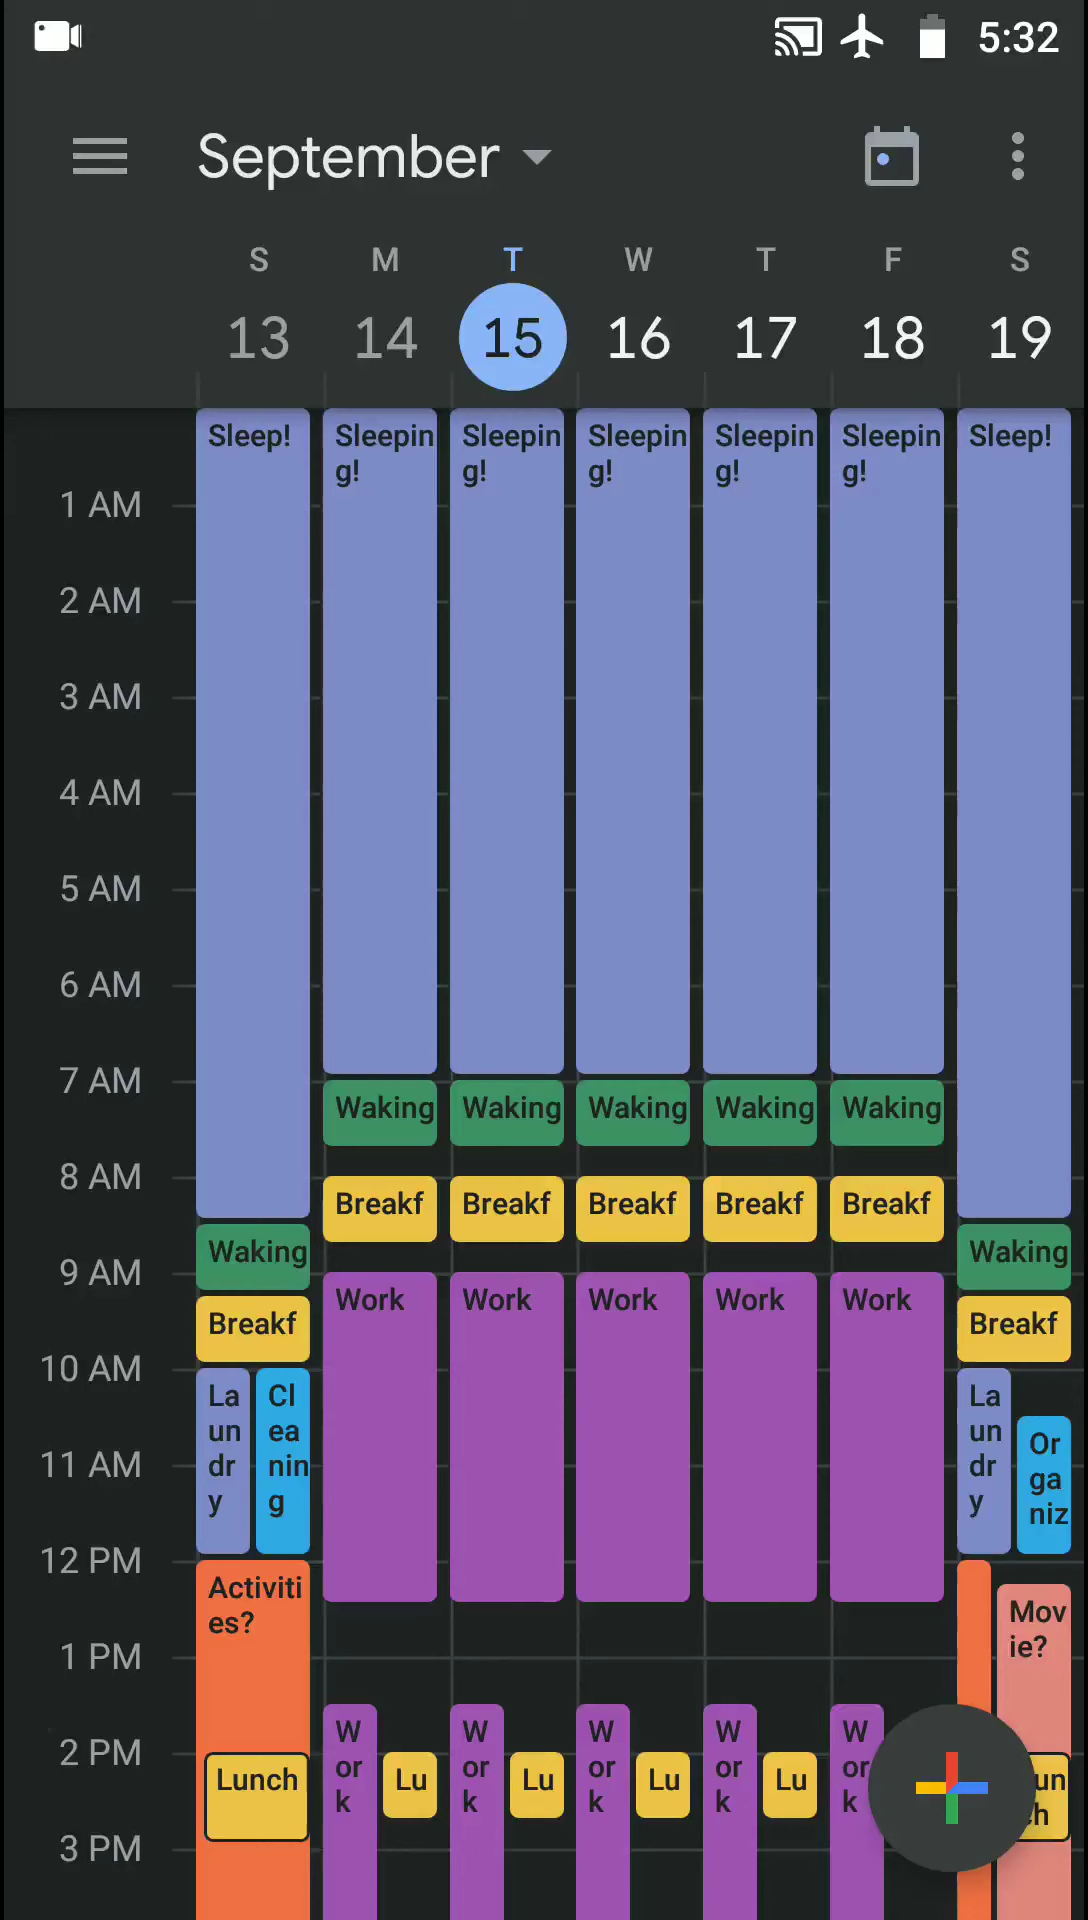 5:32
September
S M T W T F S
13 14 15 16 17 18 19
Sleep! Sleepin Sleepin Sleepin Sleepin Sleepin Sleep!
g! g! g! g! g!
1 AM
2 AM
3 AM
4 AM
5 AM
6 AM
7 AM
Waking Waking Waking Waking Waking
8 AM
Breakf Breakf Breakf Breakf Breakf
Waking Waking
9 AM
Work Work Work Work Work
Breakf Breakf
10 AM
La Cl La
un ea un Or
11 AM
dr nin dr ga
y g y niz
12 PM
Activiti
es? Mov
ie?
1 PM
W W W W W
2 PM
or or or or or
Lunch Lu Lu Lu Lu un
k k k k k h
3 PM